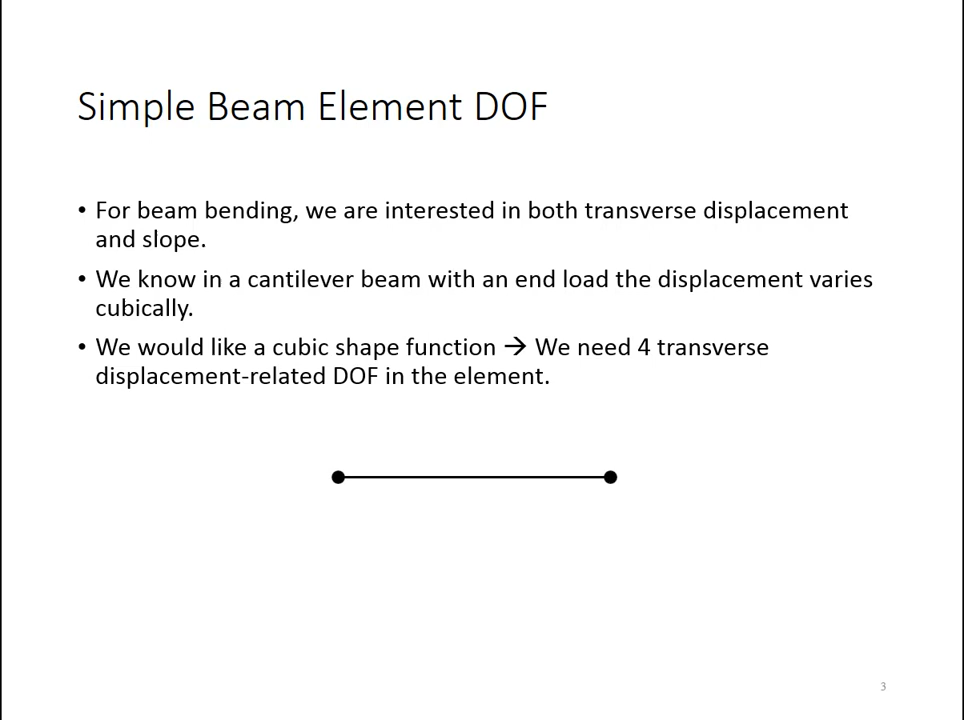 Simple Beam Element DOF
• For beam bending, we are interested in both transverse displacement
and slope.
• We know in a cantilever beam with an end load the displacement varies
cubically.
• We would like a cubic shape function → We need 4 transverse
displacement-related DOF in the element.
3